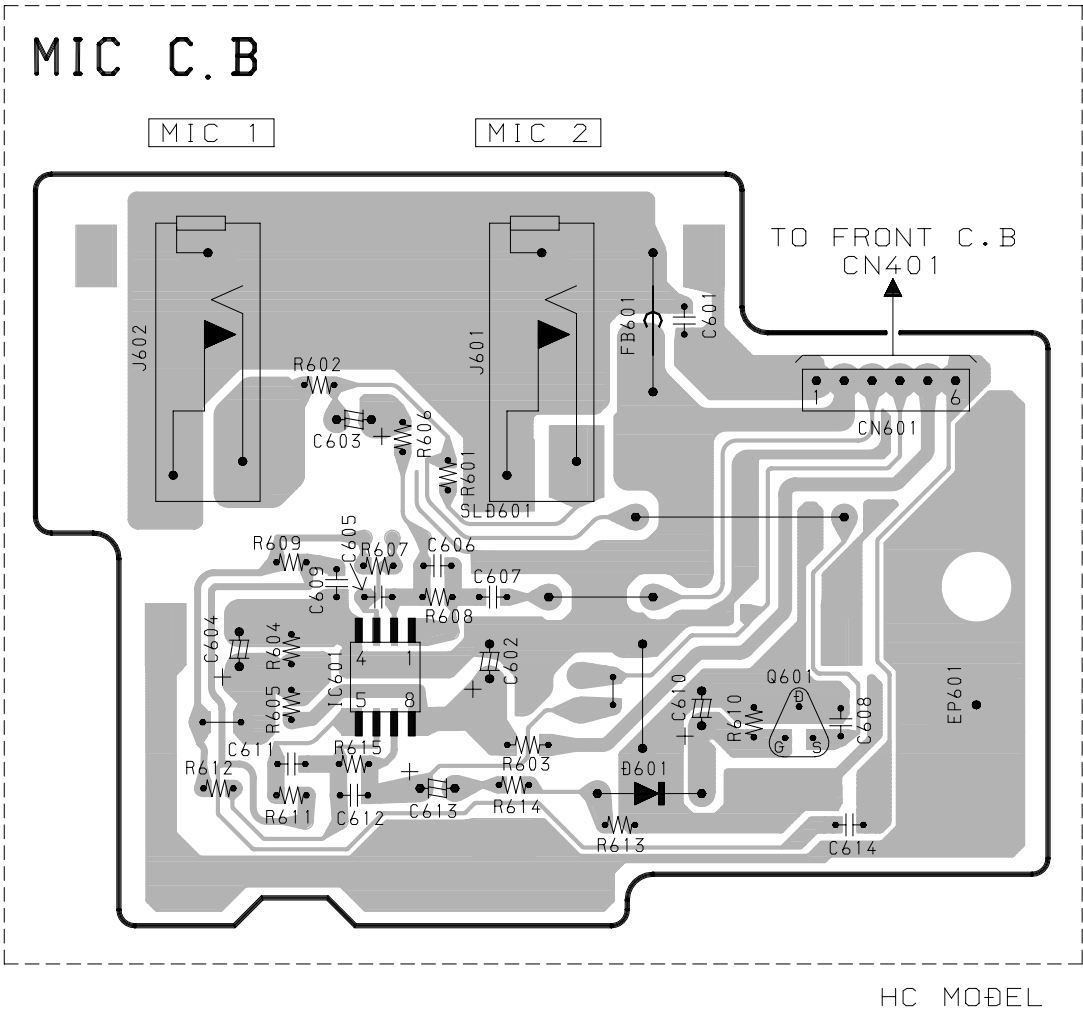 MIC C.B
MIC 1
MIC 2
TO FRONT C.B
CN401
J602
J601
FB601
C601
R602
1
6
CN601
C603
+
R606
R601
SLD601
R609
C605
R607
C606
C609
C607
R608
C604
+
R604
IC601
4
1
5
8
C602
+
R605
C610
+
Q601
D
G
S
R610
C608
EP601
C611
R615
R603
R612
+
D601
R611
C612
C613
R614
R613
C614
HC MODEL